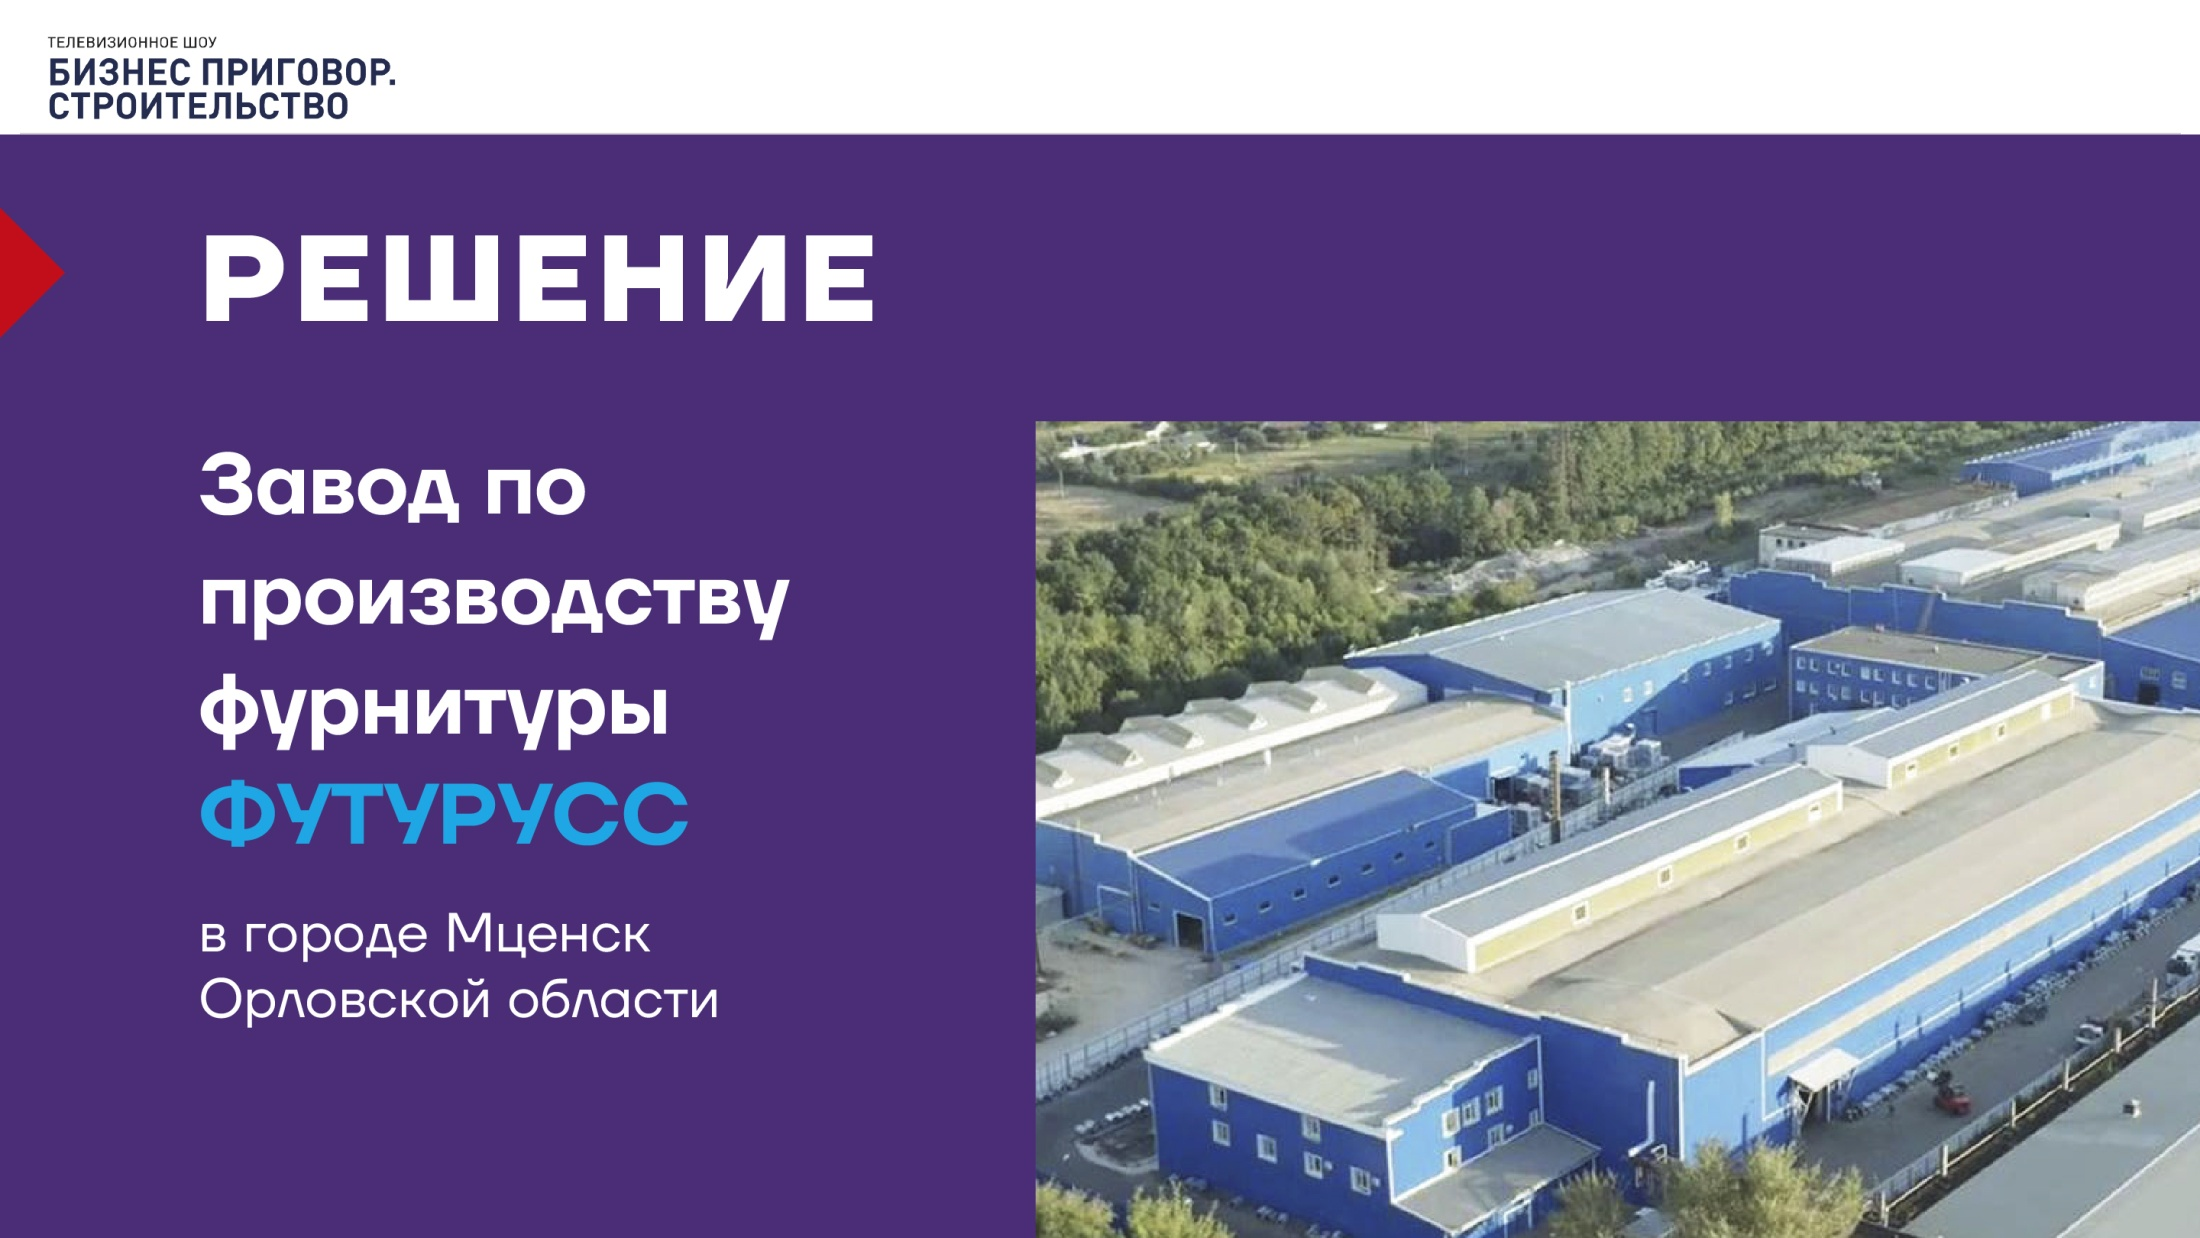 ТЕЛЕВИЗИОННОЕ ШОУ
БИЗНЕС ПРИГОВОР.
СТРОИТЕЛЬСТВО
РЕШЕНИЕ
Завод по
производству
фурнитуры
ФУТУРУСС
в городе Мценск
Орловской области